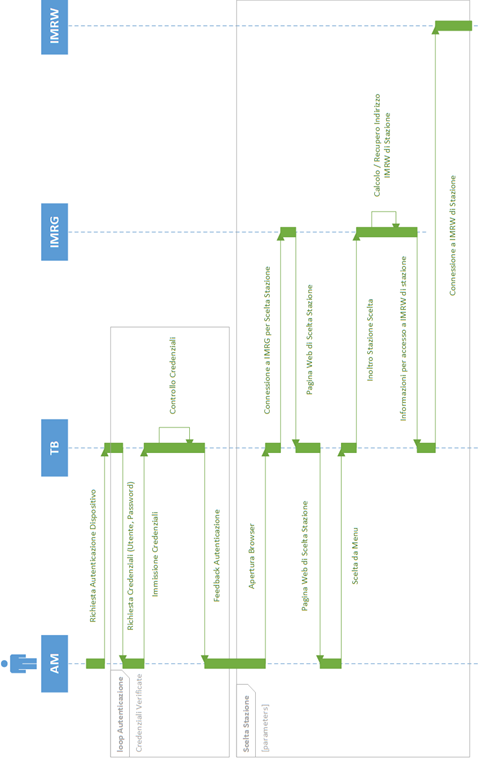 AM
TB
IMRG
IMRW
Richiesta Autenticazione Dispositivo
loop Autenticazione
Credenziali Verificate
Richiesta Credenziali (Utente, Password)
Immissione Credenziali
Controllo Credenziali
Feedback Autenticazione
Scelta Stazione
[parameters]
Apertura Browser
Connessione a IMRG per Scelta Stazione
Pagina Web di Scelta Stazione
Pagina Web di Scelta Stazione
Scelta da Menu
Inoltro Stazione Scelta
Calcolo / Recupero Indirizzo
IMRW di Stazione
Informazioni per accesso a IMRW di stazione
Connessione a IMRW di Stazione